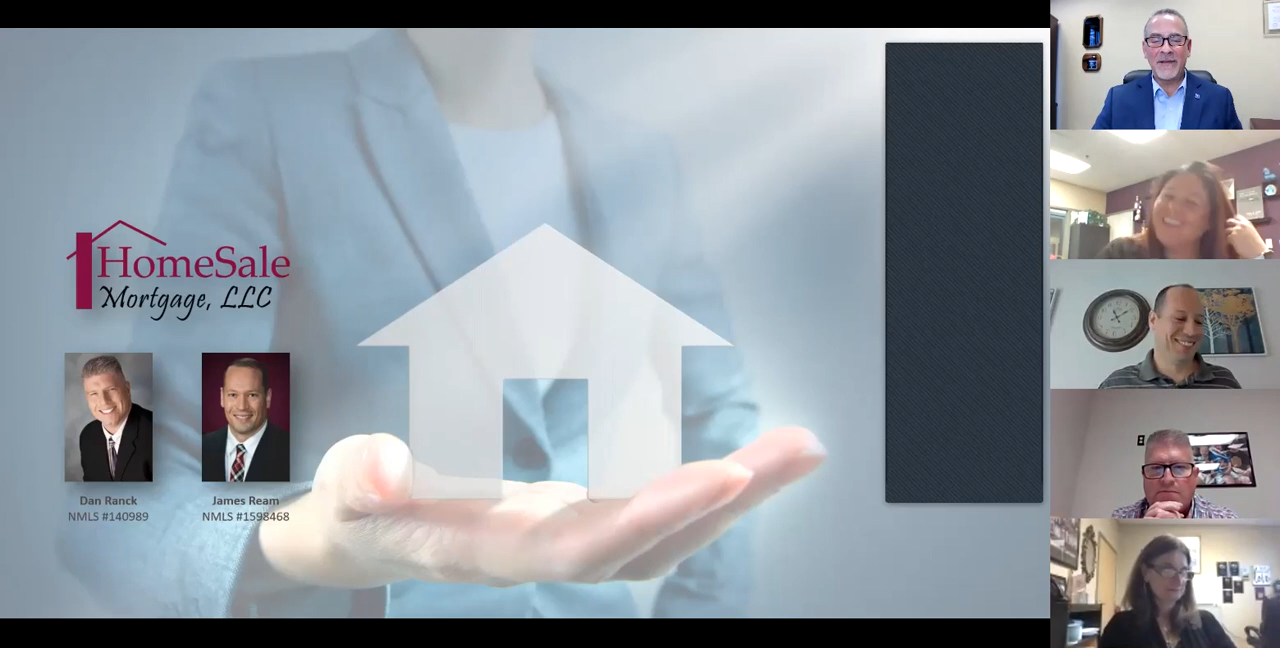 HomeSale
Mortgage, LLC
Dan Ranck
NMLS #140989
James Ream
NMLS #1598468